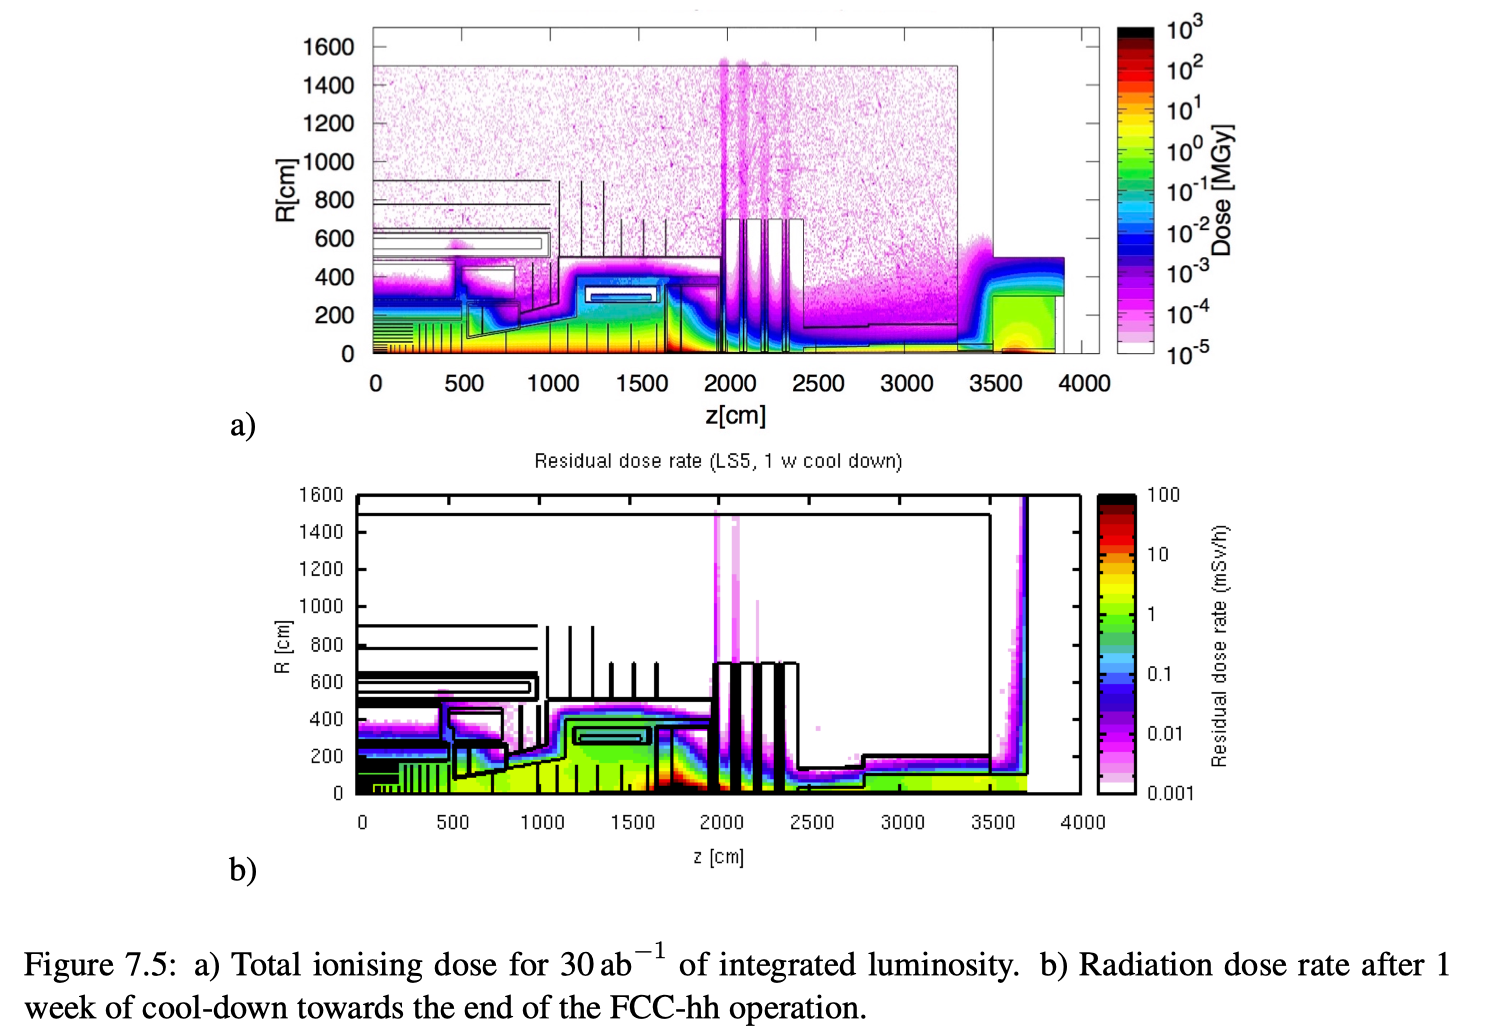 1600
1400
1200
1000
800
600
400
200
0
R[cm]
0 500 1000 1500 2000 2500 3000 3500 4000
z[cm]
10^3
10^2
10^1
10^0
10^-1
10^-2
10^-3
10^-4
10^-5
Dose [MGy]
a)
Residual dose rate (LS5, 1 w cool down)
1600
1400
1200
1000
800
600
400
200
0
R [cm]
0 500 1000 1500 2000 2500 3000 3500 4000
z [cm]
100
10
1
0.1
0.01
0.001
Residual dose rate (mSv/h)
b)
Figure 7.5: a) Total ionising dose for 30 ab^−1 of integrated luminosity. b) Radiation dose rate after 1
week of cool-down towards the end of the FCC-hh operation.